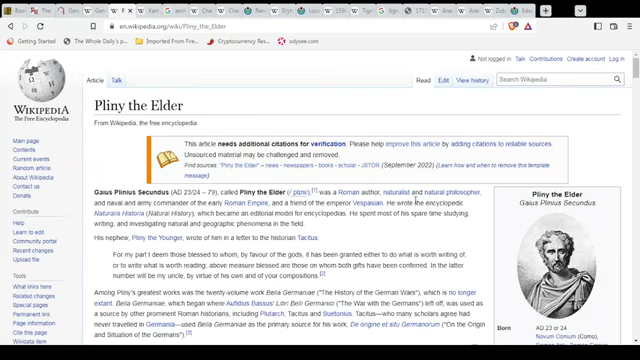 en.wikipedia.org/wiki/Pliny_the_Elder
Getting Started
The Whole Daily's p...
Imported From Firef...
Cryptocurrency Resc...
odysee.com
Not logged in Talk Contributions Create account Log in
WIKIPEDIA
The Free Encyclopedia
Main page
Contents
Current events
Random article
About Wikipedia
Contact us
Donate
Contribute
Help
Learn to edit
Community portal
Recent changes
Upload file
Tools
What links here
Related changes
Special pages
Permanent link
Page information
Cite this page
Wikidata item
Article Talk
Read Edit View history
Search Wikipedia
Pliny the Elder
From Wikipedia, the free encyclopedia
This article needs additional citations for verification. Please help improve this article by adding citations to reliable sources.
Unsourced material may be challenged and removed.
Find sources: "Pliny the Elder" – news · newspapers · books · scholar · JSTOR (September 2022) (Learn how and when to remove this template
message)
Gaius Plinius Secundus (AD 23/24 – 79), called Pliny the Elder (/ˈplɪni/),[1] was a Roman author, naturalist and natural philosopher,
and naval and army commander of the early Roman Empire, and a friend of the emperor Vespasian. He wrote the encyclopedic
Naturalis Historia (Natural History), which became an editorial model for encyclopedias. He spent most of his spare time studying,
writing, and investigating natural and geographic phenomena in the field.
His nephew, Pliny the Younger, wrote of him in a letter to the historian Tacitus:
For my part I deem those blessed to whom, by favour of the gods, it has been granted either to do what is worth writing of,
or to write what is worth reading; above measure blessed are those on whom both gifts have been conferred. In the latter
number will be my uncle, by virtue of his own and of your compositions.[2]
Among Pliny's greatest works was the twenty-volume work Bella Germaniae ("The History of the German Wars"), which is no longer
extant. Bella Germaniae, which began where Aufidius Bassus' Libri Belli Germanici ("The War with the Germans") left off, was used
as a source by other prominent Roman historians, including Plutarch, Tacitus and Suetonius. Tacitus—who many scholars agree had
never travelled in Germania—used Bella Germaniae as the primary source for his work, De origine et situ Germanorum ("On the Origin
and Situation of the Germans").[3]
Pliny the Elder
Gaius Plinius Secundus
Born AD 23 or 24
Novum Comum (Como),